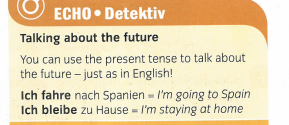 ECHO • Detektiv
Talking about the future
You can use the present tense to talk about
the future – just as in English!
Ich fahre nach Spanien = I'm going to Spain
Ich bleibe zu Hause = I'm staying at home